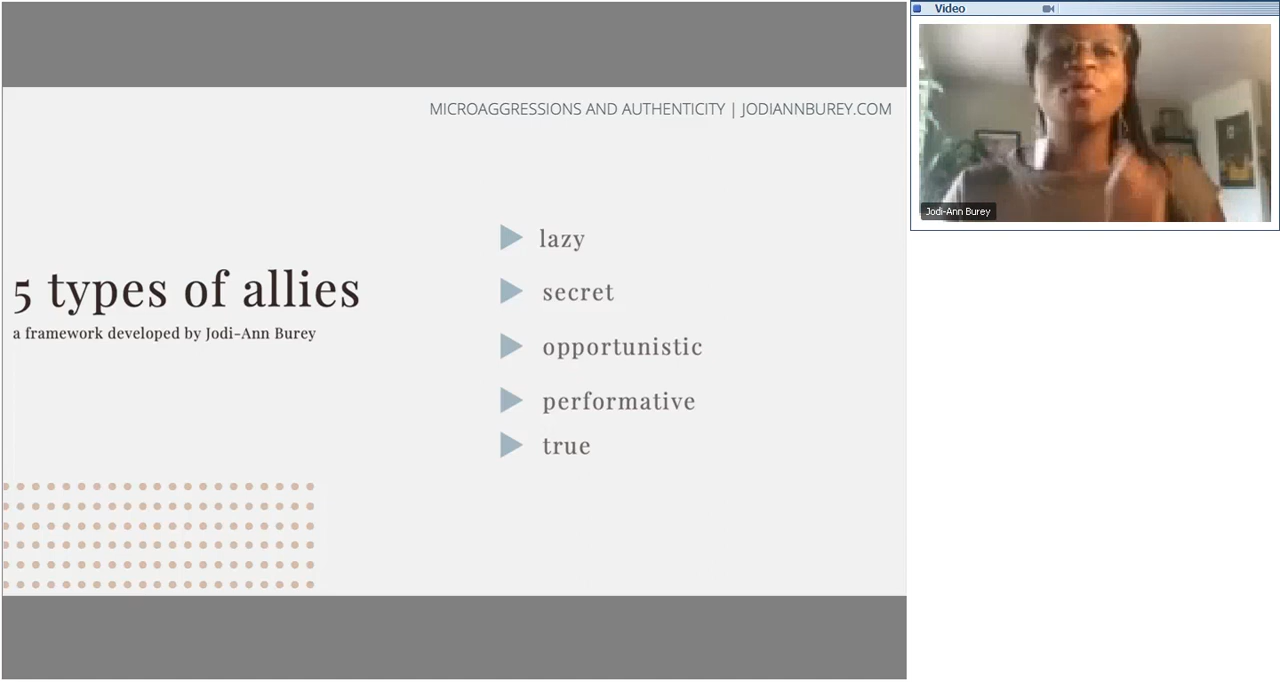 MICROAGGRESSIONS AND AUTHENTICITY | JODIANNBUREY.COM
5 types of allies
a framework developed by Jodi-Ann Burey
lazy
secret
opportunistic
performative
true
Video
Jodi-Ann Burey